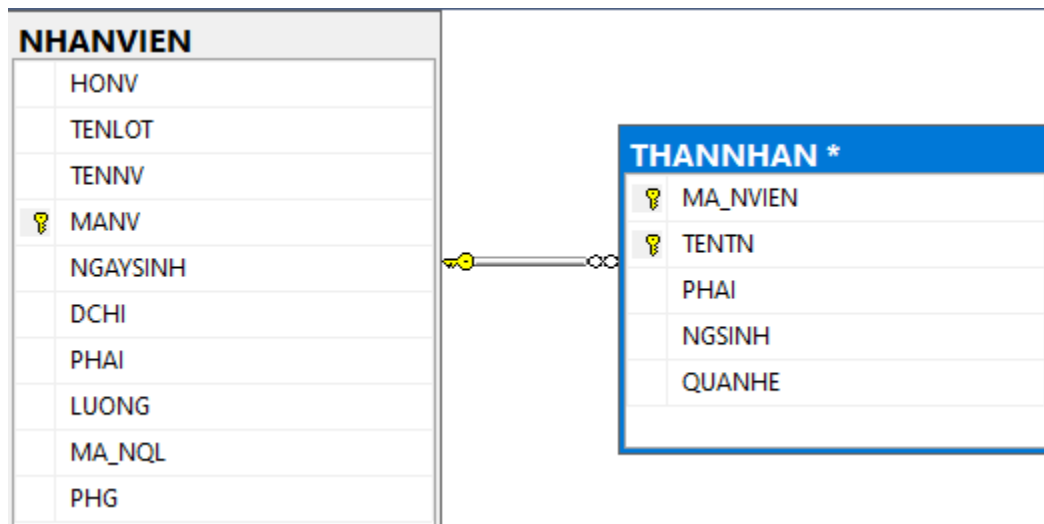 NHANVIEN
HONV
TENLOT
TENNV
MANV
NGAYSINH
DCHI
PHAI
LUONG
MA_NQL
PHG
THANNHAN *
MA_NVIEN
TENTN
PHAI
NGSINH
QUANHE